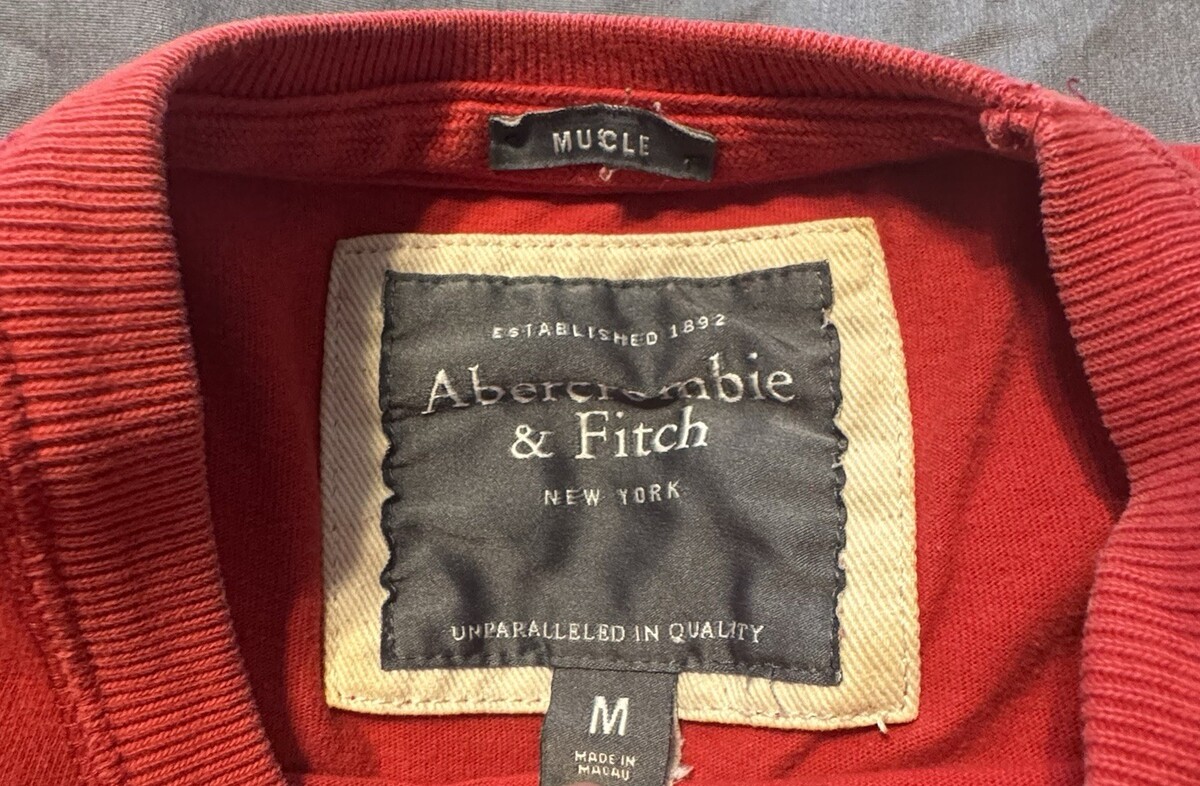 MUSCLE
ESTABLISHED 1892
Abercrombie
& Fitch
NEW YORK
UNPARALLELED IN QUALITY
M
MADE IN
MACAU